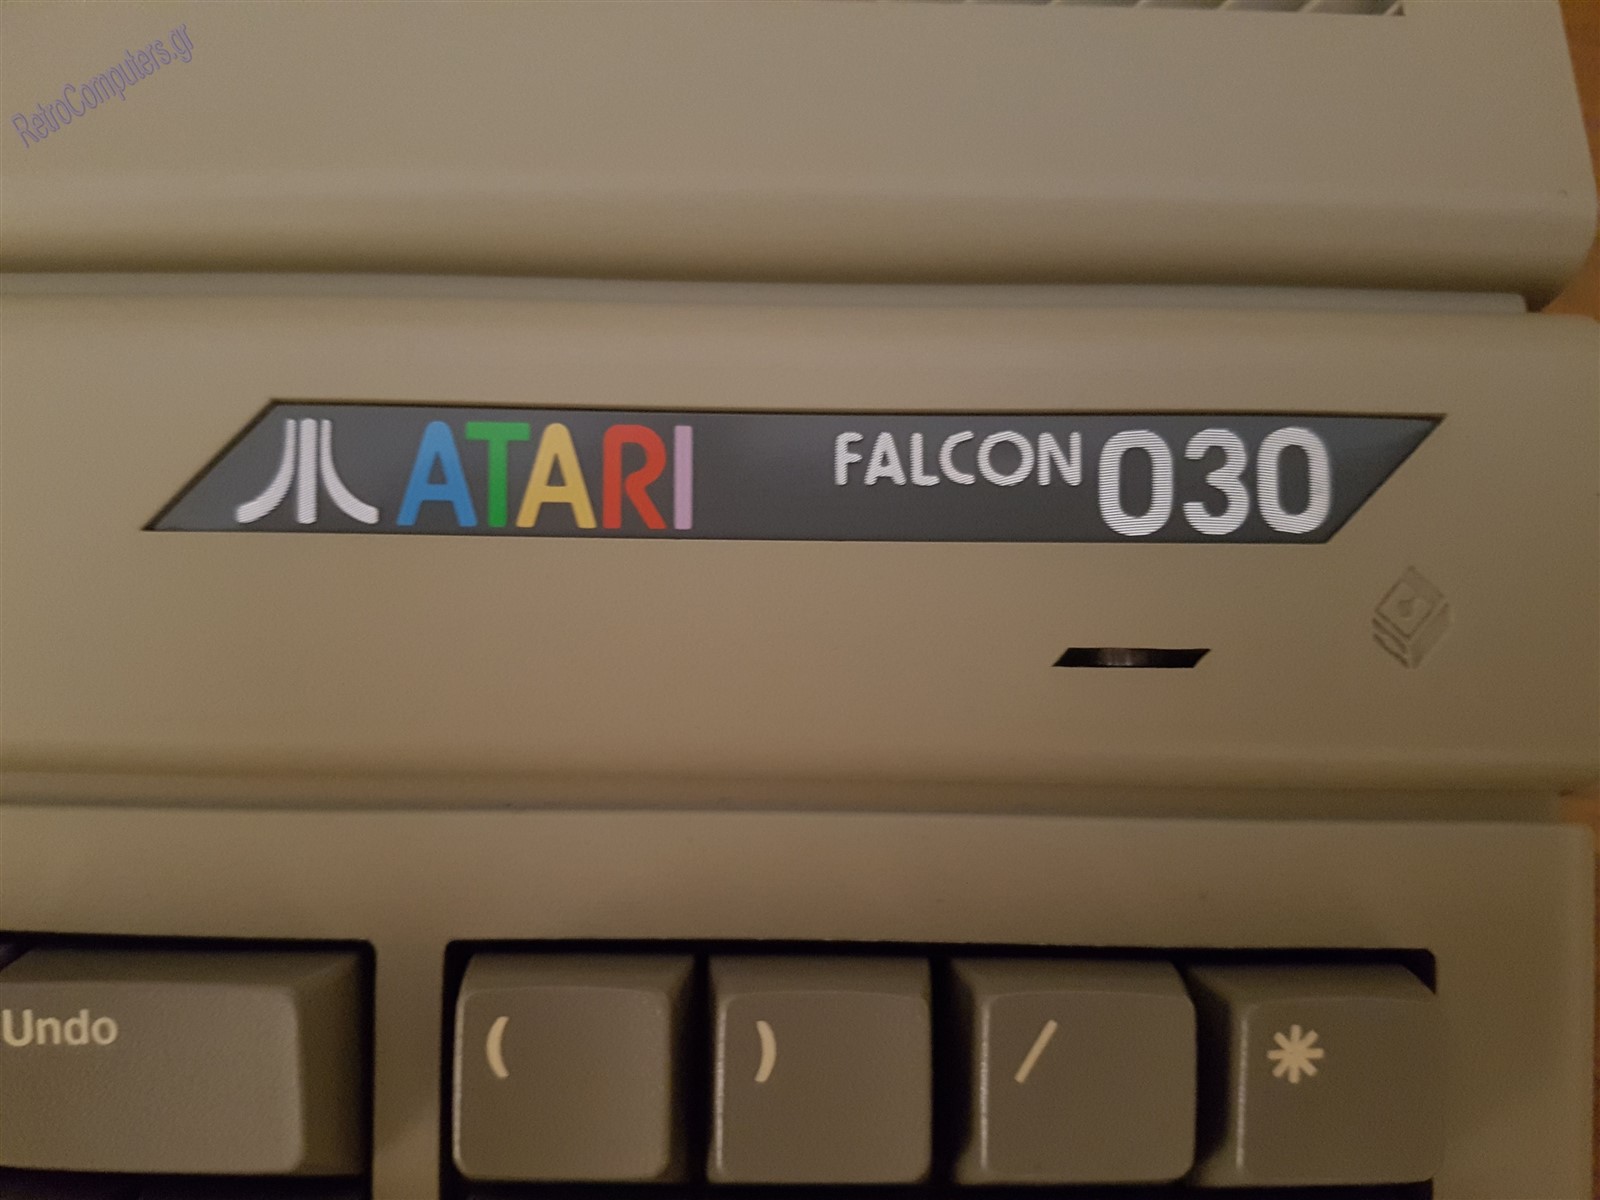 RetroComputers.gr
ATARI FALCON 030
Undo ( ) / *